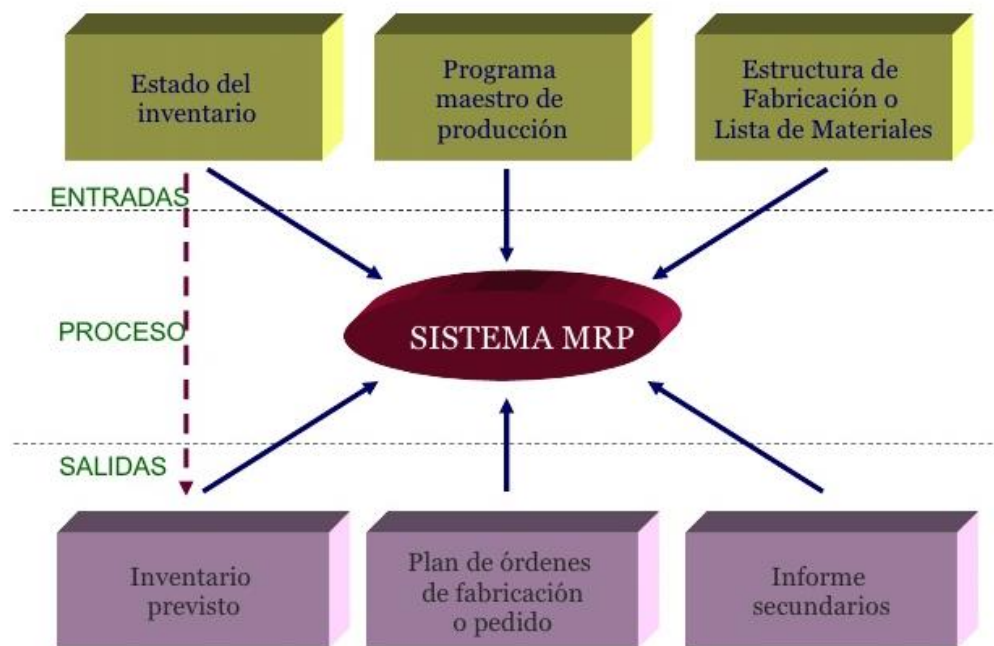 Estado del
inventario
Programa
maestro de
producción
Estructura de
Fabricación o
Lista de Materiales
ENTRADAS
PROCESO
SISTEMA MRP
SALIDAS
Inventario
previsto
Plan de órdenes
de fabricación
o pedido
Informe
secundarios